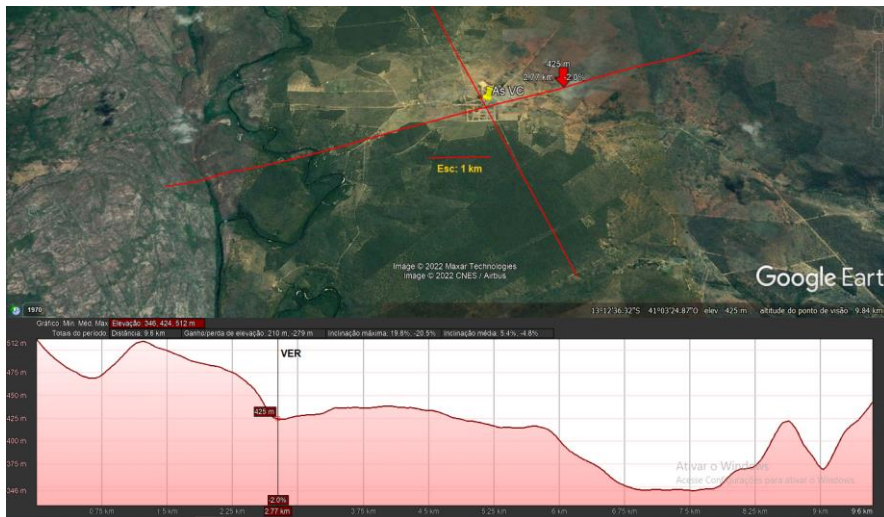 425 m
2.77 km -2.0%
As VC
Esc: 1 km
Image © 2022 Maxar Technologies
Image © 2022 CNES / Airbus
Google Eart
1970
13°12'36.32"S 41°03'24.87"O elev 425 m altitude do ponto de visão 9.84 km
Gráfico: Mín, Méd, Máx Elevação: 346, 424, 512 m
Totais do período: Distância: 9.6 km Ganho/perda de elevação: 210 m, -279 m Inclinação máxima: 19.6%, -20.5% Inclinação média: 5.4%, -4.8%
512 m
VER
475 m
450 m
425 m
425 m
400 m
375 m
Ativar o Windows
Acesse Configurações para ativar o Windows.
346 m
-2.0%
0.75 km 1.5 km 2.25 km 2.77 km 3.75 km 4.5 km 5.25 km 6 km 6.75 km 7.5 km 8.25 km 9 km 9.6 km